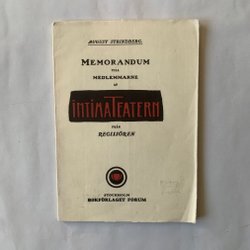 AUGUST STRINDBERG.
MEMORANDUM
TILL
MEDLEMMARNE
AF
INTIMATEATERN
FRÅN
REGISSÖREN
STOCKHOLM
BOKFÖRLAGET FORUM